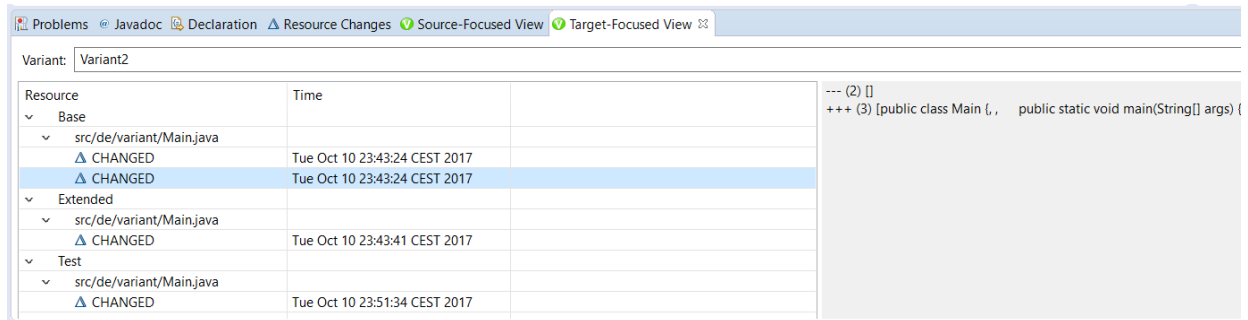 Problems @ Javadoc Declaration Resource Changes Source-Focused View Target-Focused View
Variant: Variant2
Resource Time
Base
src/de/variant/Main.java
CHANGED Tue Oct 10 23:43:24 CEST 2017
CHANGED Tue Oct 10 23:43:24 CEST 2017
Extended
src/de/variant/Main.java
CHANGED Tue Oct 10 23:43:41 CEST 2017
Test
src/de/variant/Main.java
CHANGED Tue Oct 10 23:51:34 CEST 2017
--- (2) []
+++ (3) [public class Main {, , public static void main(String[] args) {